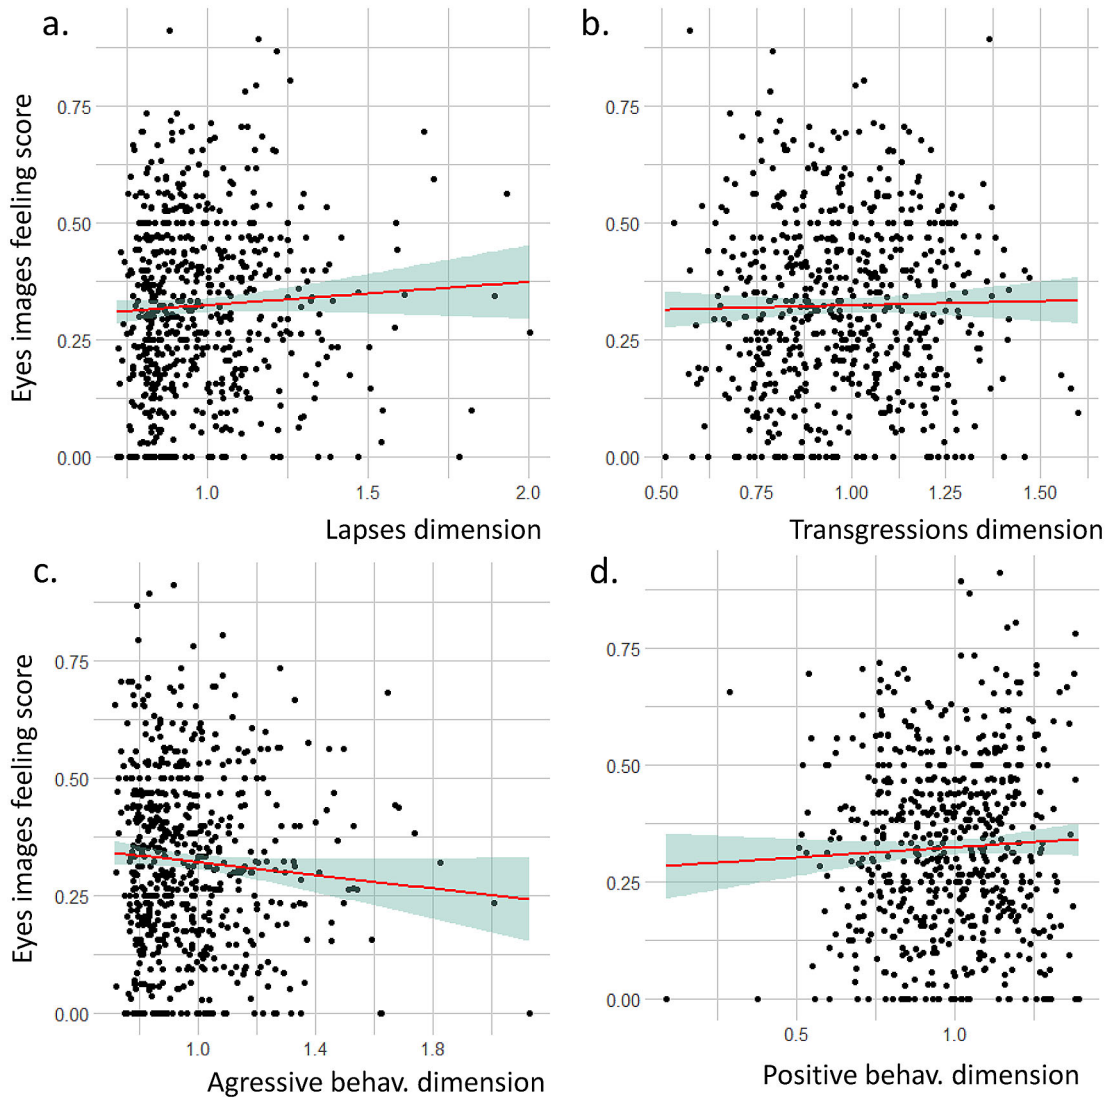 a.
Eyes images feeling score
0.75
0.50
0.25
0.00
1.0 1.5 2.0
Lapses dimension
b.
0.75
0.50
0.25
0.00
0.50 0.75 1.00 1.25 1.50
Transgressions dimension
c.
Eyes images feeling score
0.75
0.50
0.25
0.00
1.0 1.4 1.8
Agressive behav. dimension
d.
0.75
0.50
0.25
0.00
0.5 1.0
Positive behav. dimension